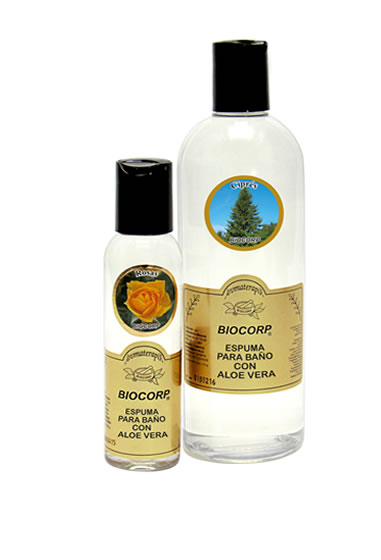 Rosas
BIOCORP
aromaterapia
BIOCORP®
ESPUMA
PARA BAÑO
CON
ALOE VERA
Ciprés
BIOCORP
aromaterapia
BIOCORP®
ESPUMA
PARA BAÑO
CON
ALOE VERA